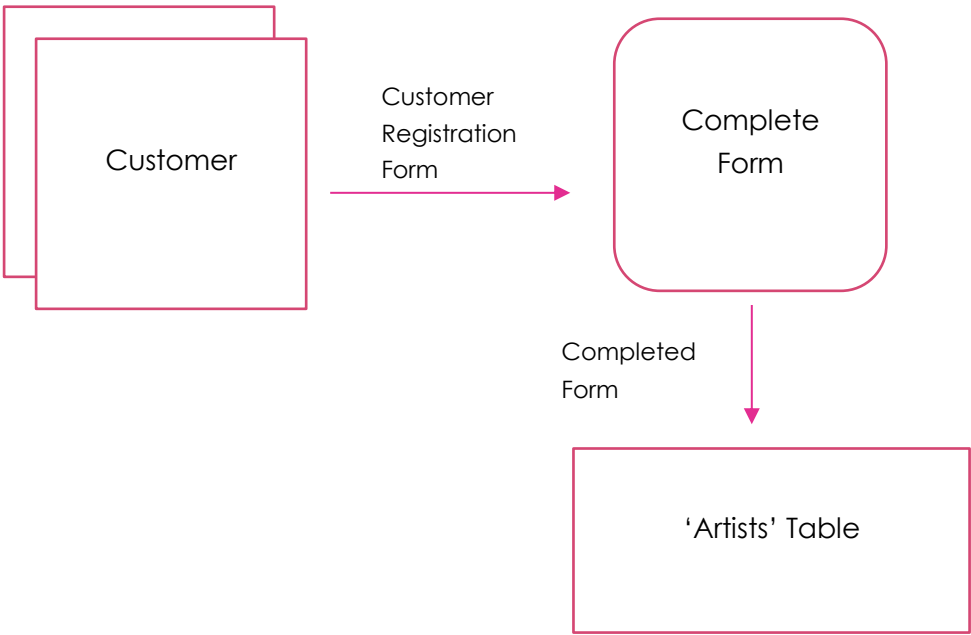 Customer
Customer
Registration
Form
Complete
Form
Completed
Form
‘Artists’ Table